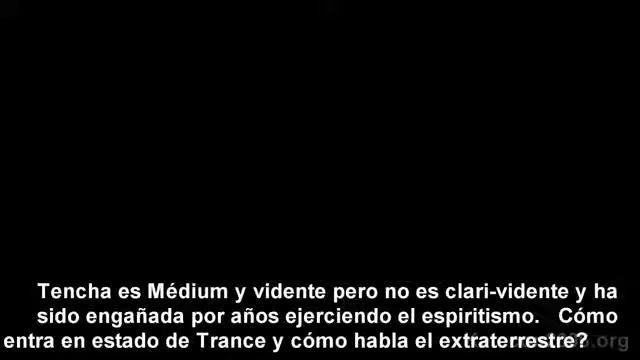 Tencha es Médium y vidente pero no es clari-vidente y ha
sido engañada por años ejerciendo el espiritismo. Cómo
entra en estado de Trance y cómo habla el extraterrestre?